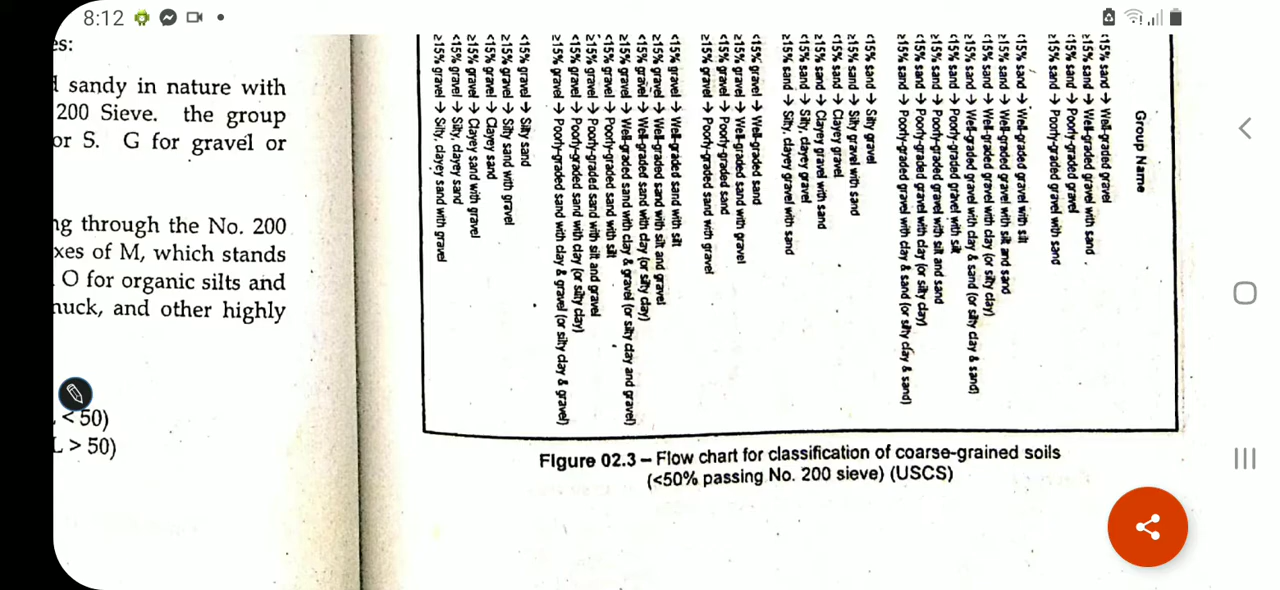 8:12
es:
sandy in nature with
200 Sieve. the group
or S. G for gravel or
ng through the No. 200
xes of M, which stands
O for organic silts and
nuck, and other highly
< 50)
L > 50)
Group Name
<15% sand → Well-graded gravel
≥15% sand → Well-graded gravel with sand
<15% sand → Poorly-graded gravel
≥15% sand → Poorly-graded gravel with sand
<15% sand → Well-graded gravel with silt
≥15% sand → Well-graded gravel with silt and sand
<15% sand → Well-graded gravel with clay (or silty clay)
≥15% sand → Well-graded gravel with clay & sand (or silty clay & sand)
<15% sand → Poorly-graded gravel with silt
≥15% sand → Poorly-graded gravel with silt and sand
<15% sand → Poorly-graded gravel with clay (or silty clay)
≥15% sand → Poorly-graded gravel with clay & sand (or silty clay & sand)
<15% sand → Silty gravel
≥15% sand → Silty gravel with sand
<15% sand → Clayey gravel
≥15% sand → Clayey gravel with sand
<15% sand → Silty, clayey gravel
≥15% sand → Silty, clayey gravel with sand
<15% gravel → Well-graded sand
≥15% gravel → Well-graded sand with gravel
<15% gravel → Poorly-graded sand
≥15% gravel → Poorly-graded sand with gravel
<15% gravel → Well-graded sand with silt
≥15% gravel → Well-graded sand with silt and gravel
<15% gravel → Well-graded sand with clay (or silty clay)
≥15% gravel → Well-graded sand with clay & gravel (or silty clay and gravel)
<15% gravel → Poorly-graded sand with silt
≥15% gravel → Poorly-graded sand with silt and gravel
<15% gravel → Poorly-graded sand with clay (or silty clay)
≥15% gravel → Poorly-graded sand with clay & gravel (or silty clay & gravel)
<15% gravel → Silty sand
≥15% gravel → Silty sand with gravel
<15% gravel → Clayey sand
≥15% gravel → Clayey sand with gravel
<15% gravel → Silty, clayey sand
≥15% gravel → Silty, clayey sand with gravel
Figure 02.3 – Flow chart for classification of coarse-grained soils
(<50% passing No. 200 sieve) (USCS)